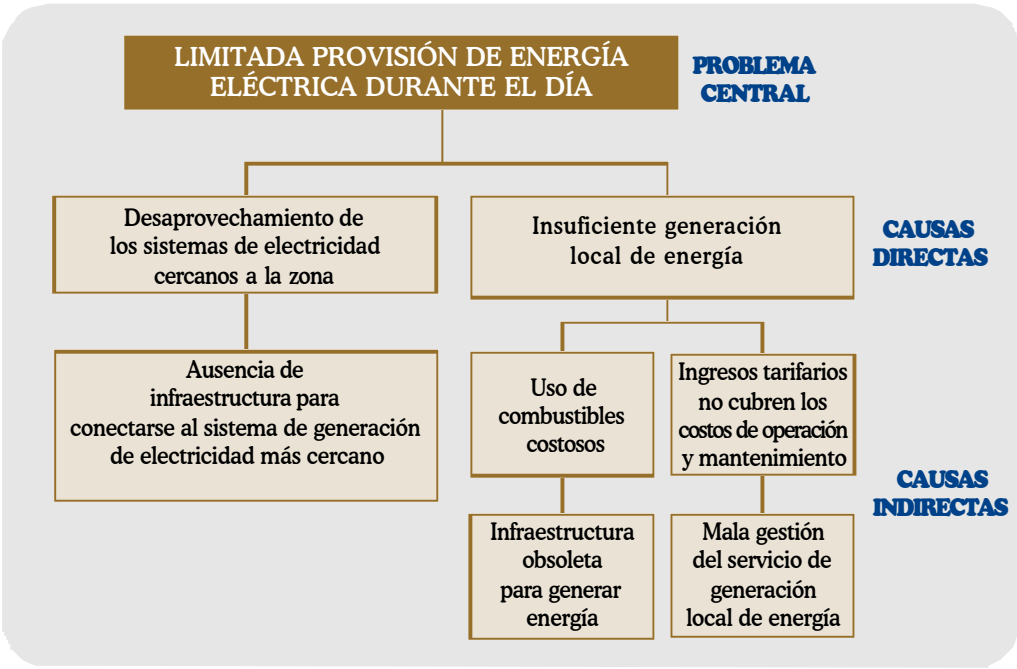 LIMITADA PROVISIÓN DE ENERGÍA
ELÉCTRICA DURANTE EL DÍA
PROBLEMA
CENTRAL
Desaprovechamiento de
los sistemas de electricidad
cercanos a la zona
Insuficiente generación
local de energía
CAUSAS
DIRECTAS
Ausencia de
infraestructura para
conectarse al sistema de generación
de electricidad más cercano
Uso de
combustibles
costosos
Ingresos tarifarios
no cubren los
costos de operación
y mantenimiento
CAUSAS
INDIRECTAS
Infraestructura
obsoleta
para generar
energía
Mala gestión
del servicio de
generación
local de energía